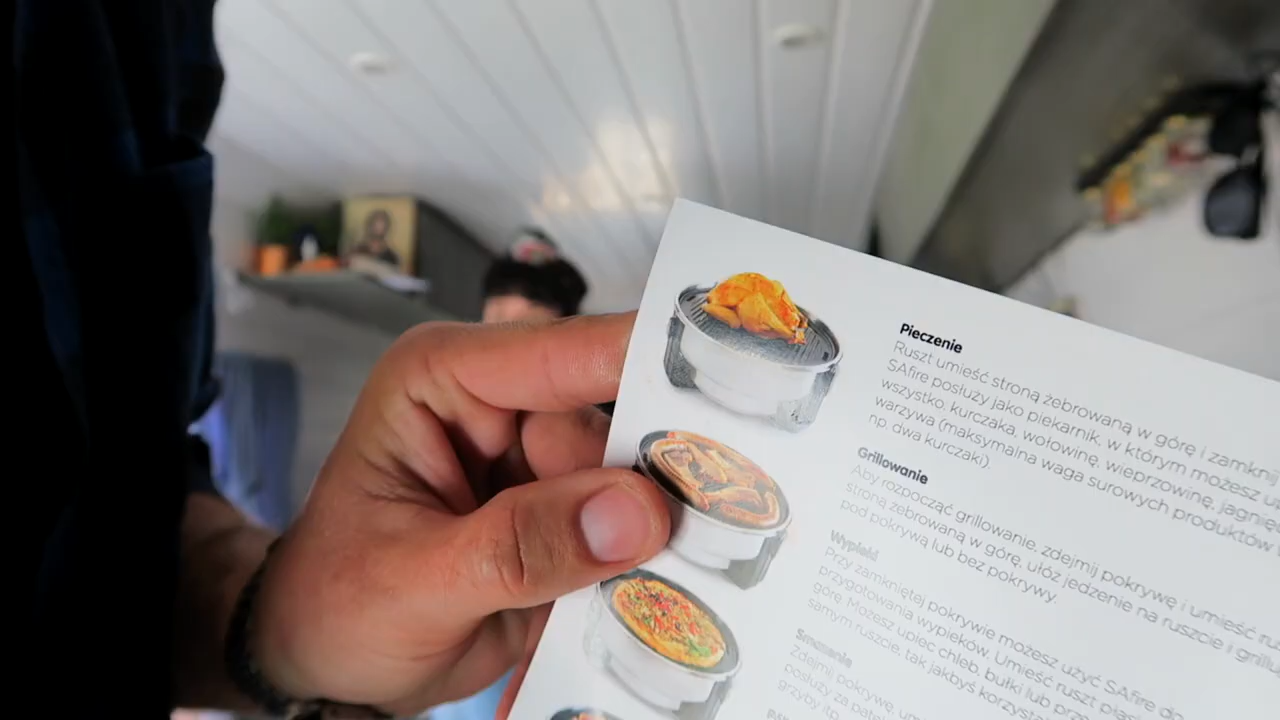 Pieczenie
Ruszt umieść stroną żebrowaną w górę i zamknij
SAfire posłuży jako piekarnik, w którym możesz
wszystko: kurczaka, wołowinę, wieprzowinę, jagnię
warzywa (maksymalna waga surowych produktów
np. dwa kurczaki).
Grillowanie
Aby rozpocząć grillowanie, zdejmij pokrywę i umieść ru
stroną żebrowaną w górę, ułóż jedzenie na ruszcie i grillu
pod pokrywą lub bez pokrywy.
Wypieki
Przy zamkniętej pokrywie możesz użyć SAfire do
przygotowania wypieków. Umieść ruszt
górę. Możesz upiec chleb, bułki lub
samym ruszcie, tak jakbyś
Smażenie
Zdejmij pokrywę,
posłuży za
grzyby itp.